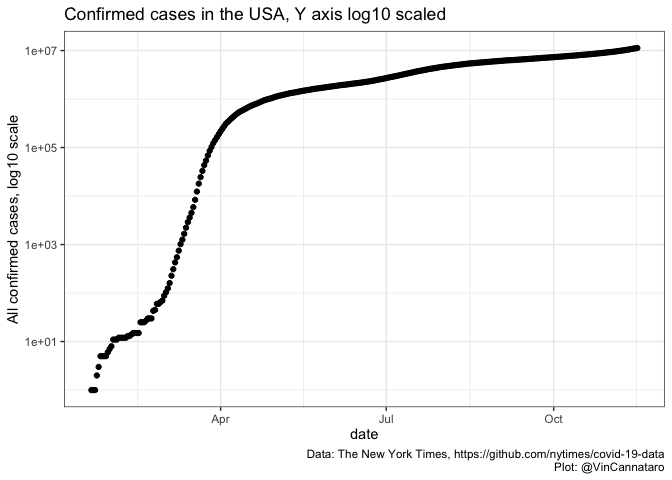 Confirmed cases in the USA, Y axis log10 scaled
All confirmed cases, log10 scale
1e+07
1e+05
1e+03
1e+01
Apr
Jul
Oct
date
Data: The New York Times, https://github.com/nytimes/covid-19-data
Plot: @VinCannataro